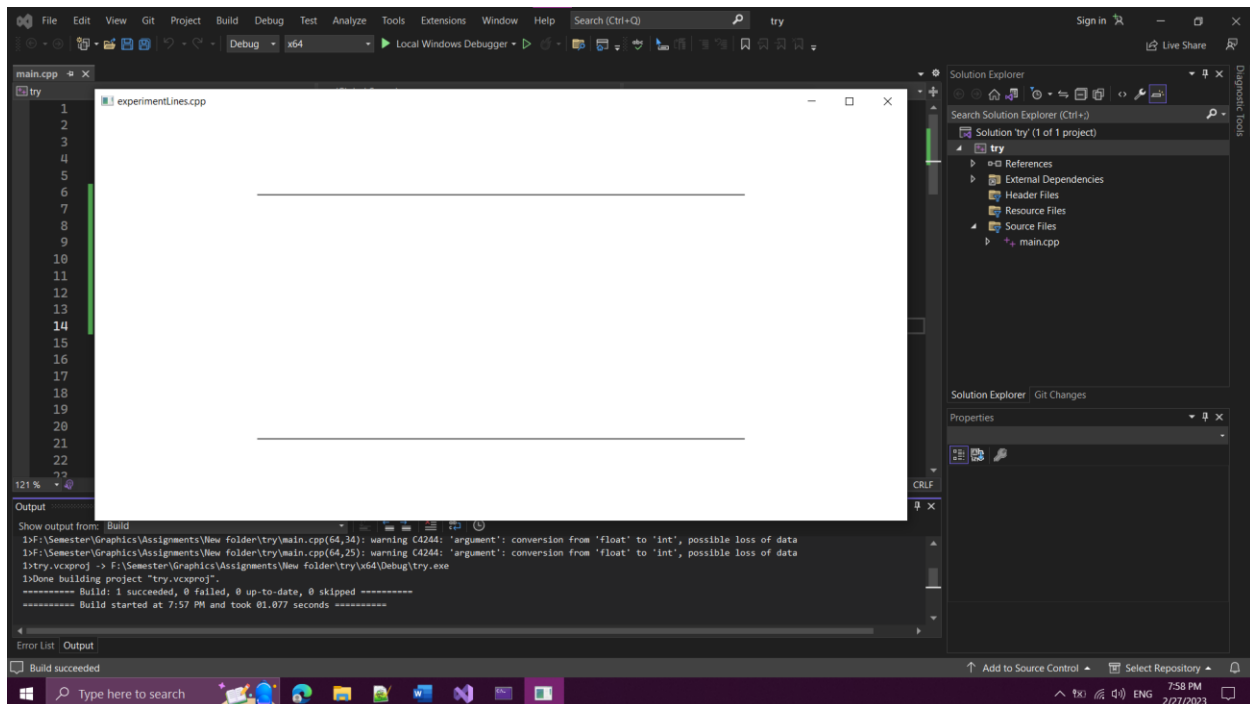 File Edit View Git Project Build Debug Test Analyze Tools Extensions Window Help Search (Ctrl+Q) try Sign in
Debug x64 Local Windows Debugger Live Share
main.cpp
try
experimentLines.cpp
1
2
3
4
5
6
7
8
9
10
11
12
13
14
15
16
17
18
19
20
21
22
23
121 % CRLF
Solution Explorer
Search Solution Explorer (Ctrl+;)
Solution 'try' (1 of 1 project)
try
References
External Dependencies
Header Files
Resource Files
Source Files
main.cpp
Solution Explorer Git Changes
Properties
Diagnostic Tools
Output
Show output from: Build
1>F:\Semester\Graphics\Assignments\New folder\try\main.cpp(64,34): warning C4244: 'argument': conversion from 'float' to 'int', possible loss of data
1>F:\Semester\Graphics\Assignments\New folder\try\main.cpp(64,25): warning C4244: 'argument': conversion from 'float' to 'int', possible loss of data
1>try.vcxproj -> F:\Semester\Graphics\Assignments\New folder\try\x64\Debug\try.exe
1>Done building project "try.vcxproj".
========== Build: 1 succeeded, 0 failed, 0 up-to-date, 0 skipped ==========
========== Build started at 7:57 PM and took 01.077 seconds ==========
Error List Output
Build succeeded Add to Source Control Select Repository
Type here to search ENG 7:58 PM
2/27/2023